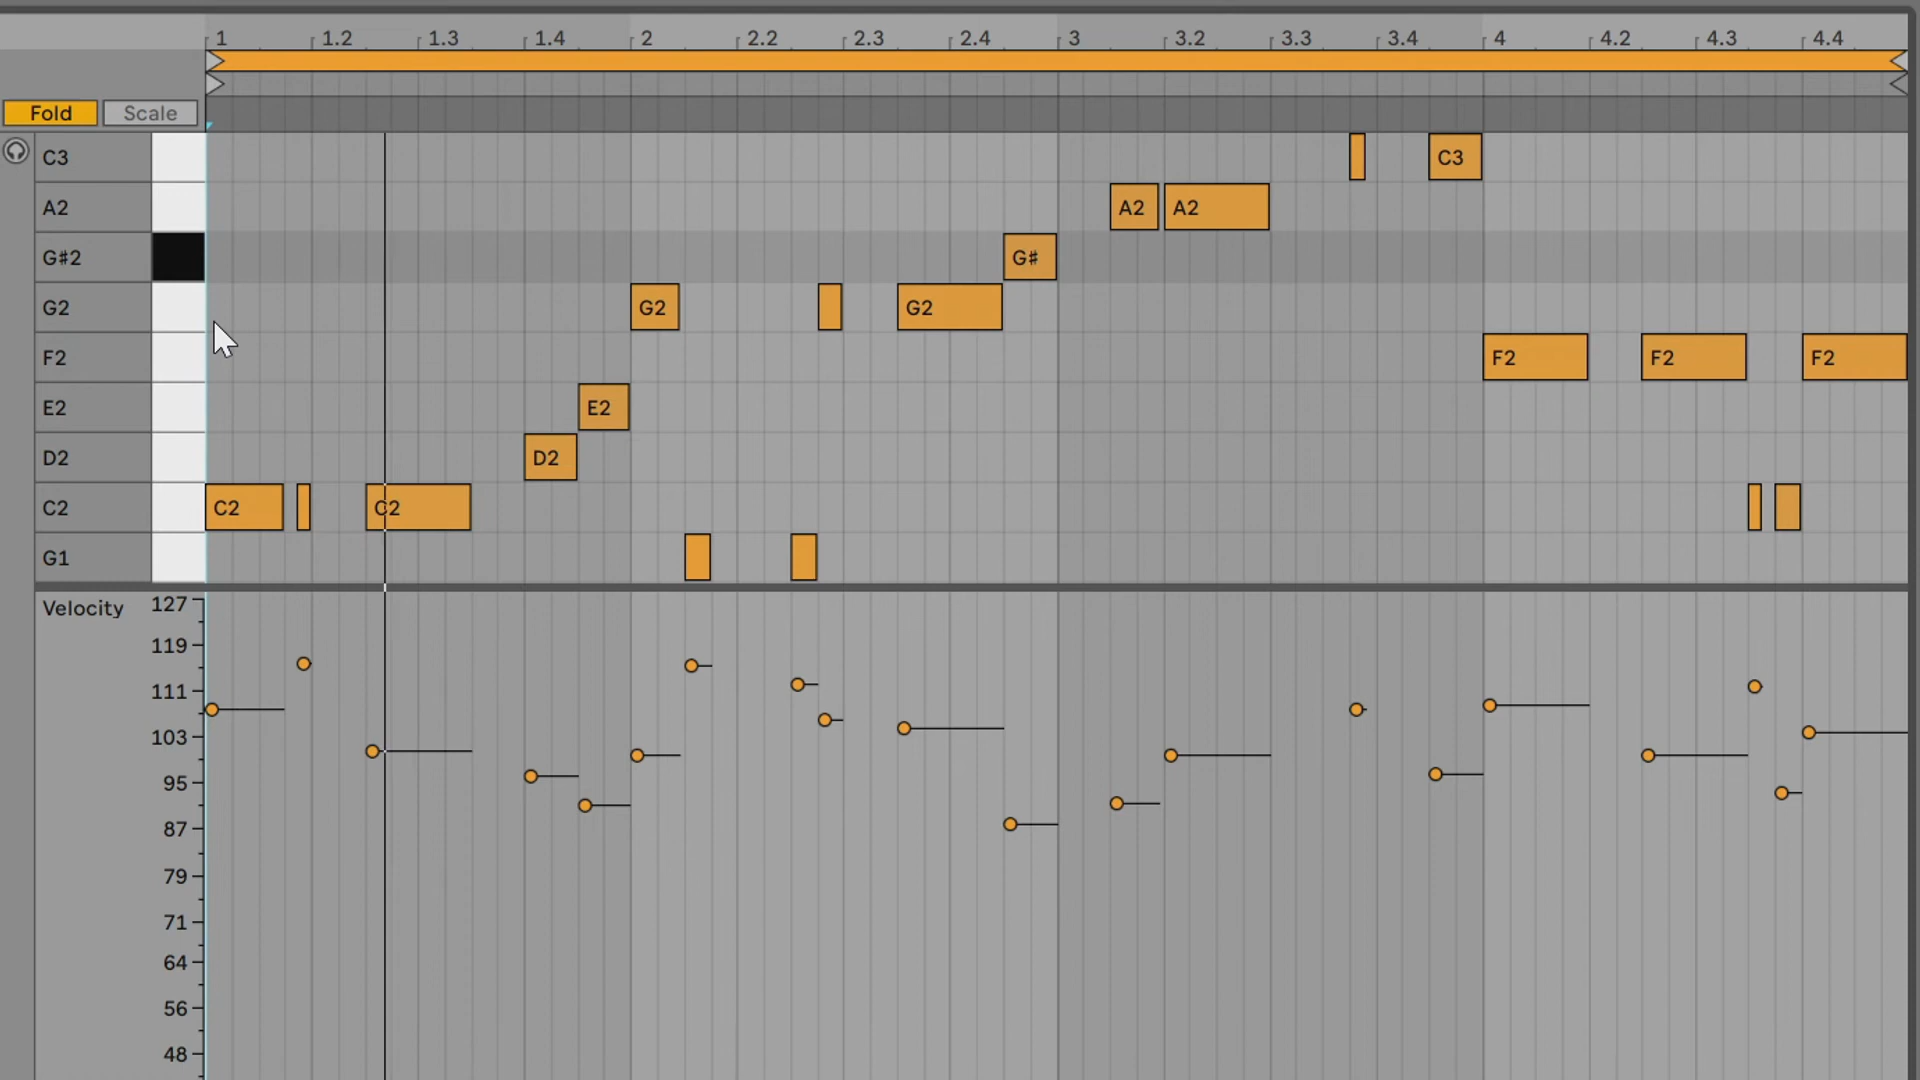 1 1.2 1.3 1.4 2 2.2 2.3 2.4 3 3.2 3.3 3.4 4 4.2 4.3 4.4
Fold Scale
C3 C3
A2 A2 A2
G#2 G#
G2 G2 G2
F2 F2 F2 F2
E2 E2
D2 D2
C2 C2 C2
G1
Velocity 127
119
111
103
95
87
79
71
64
56
48